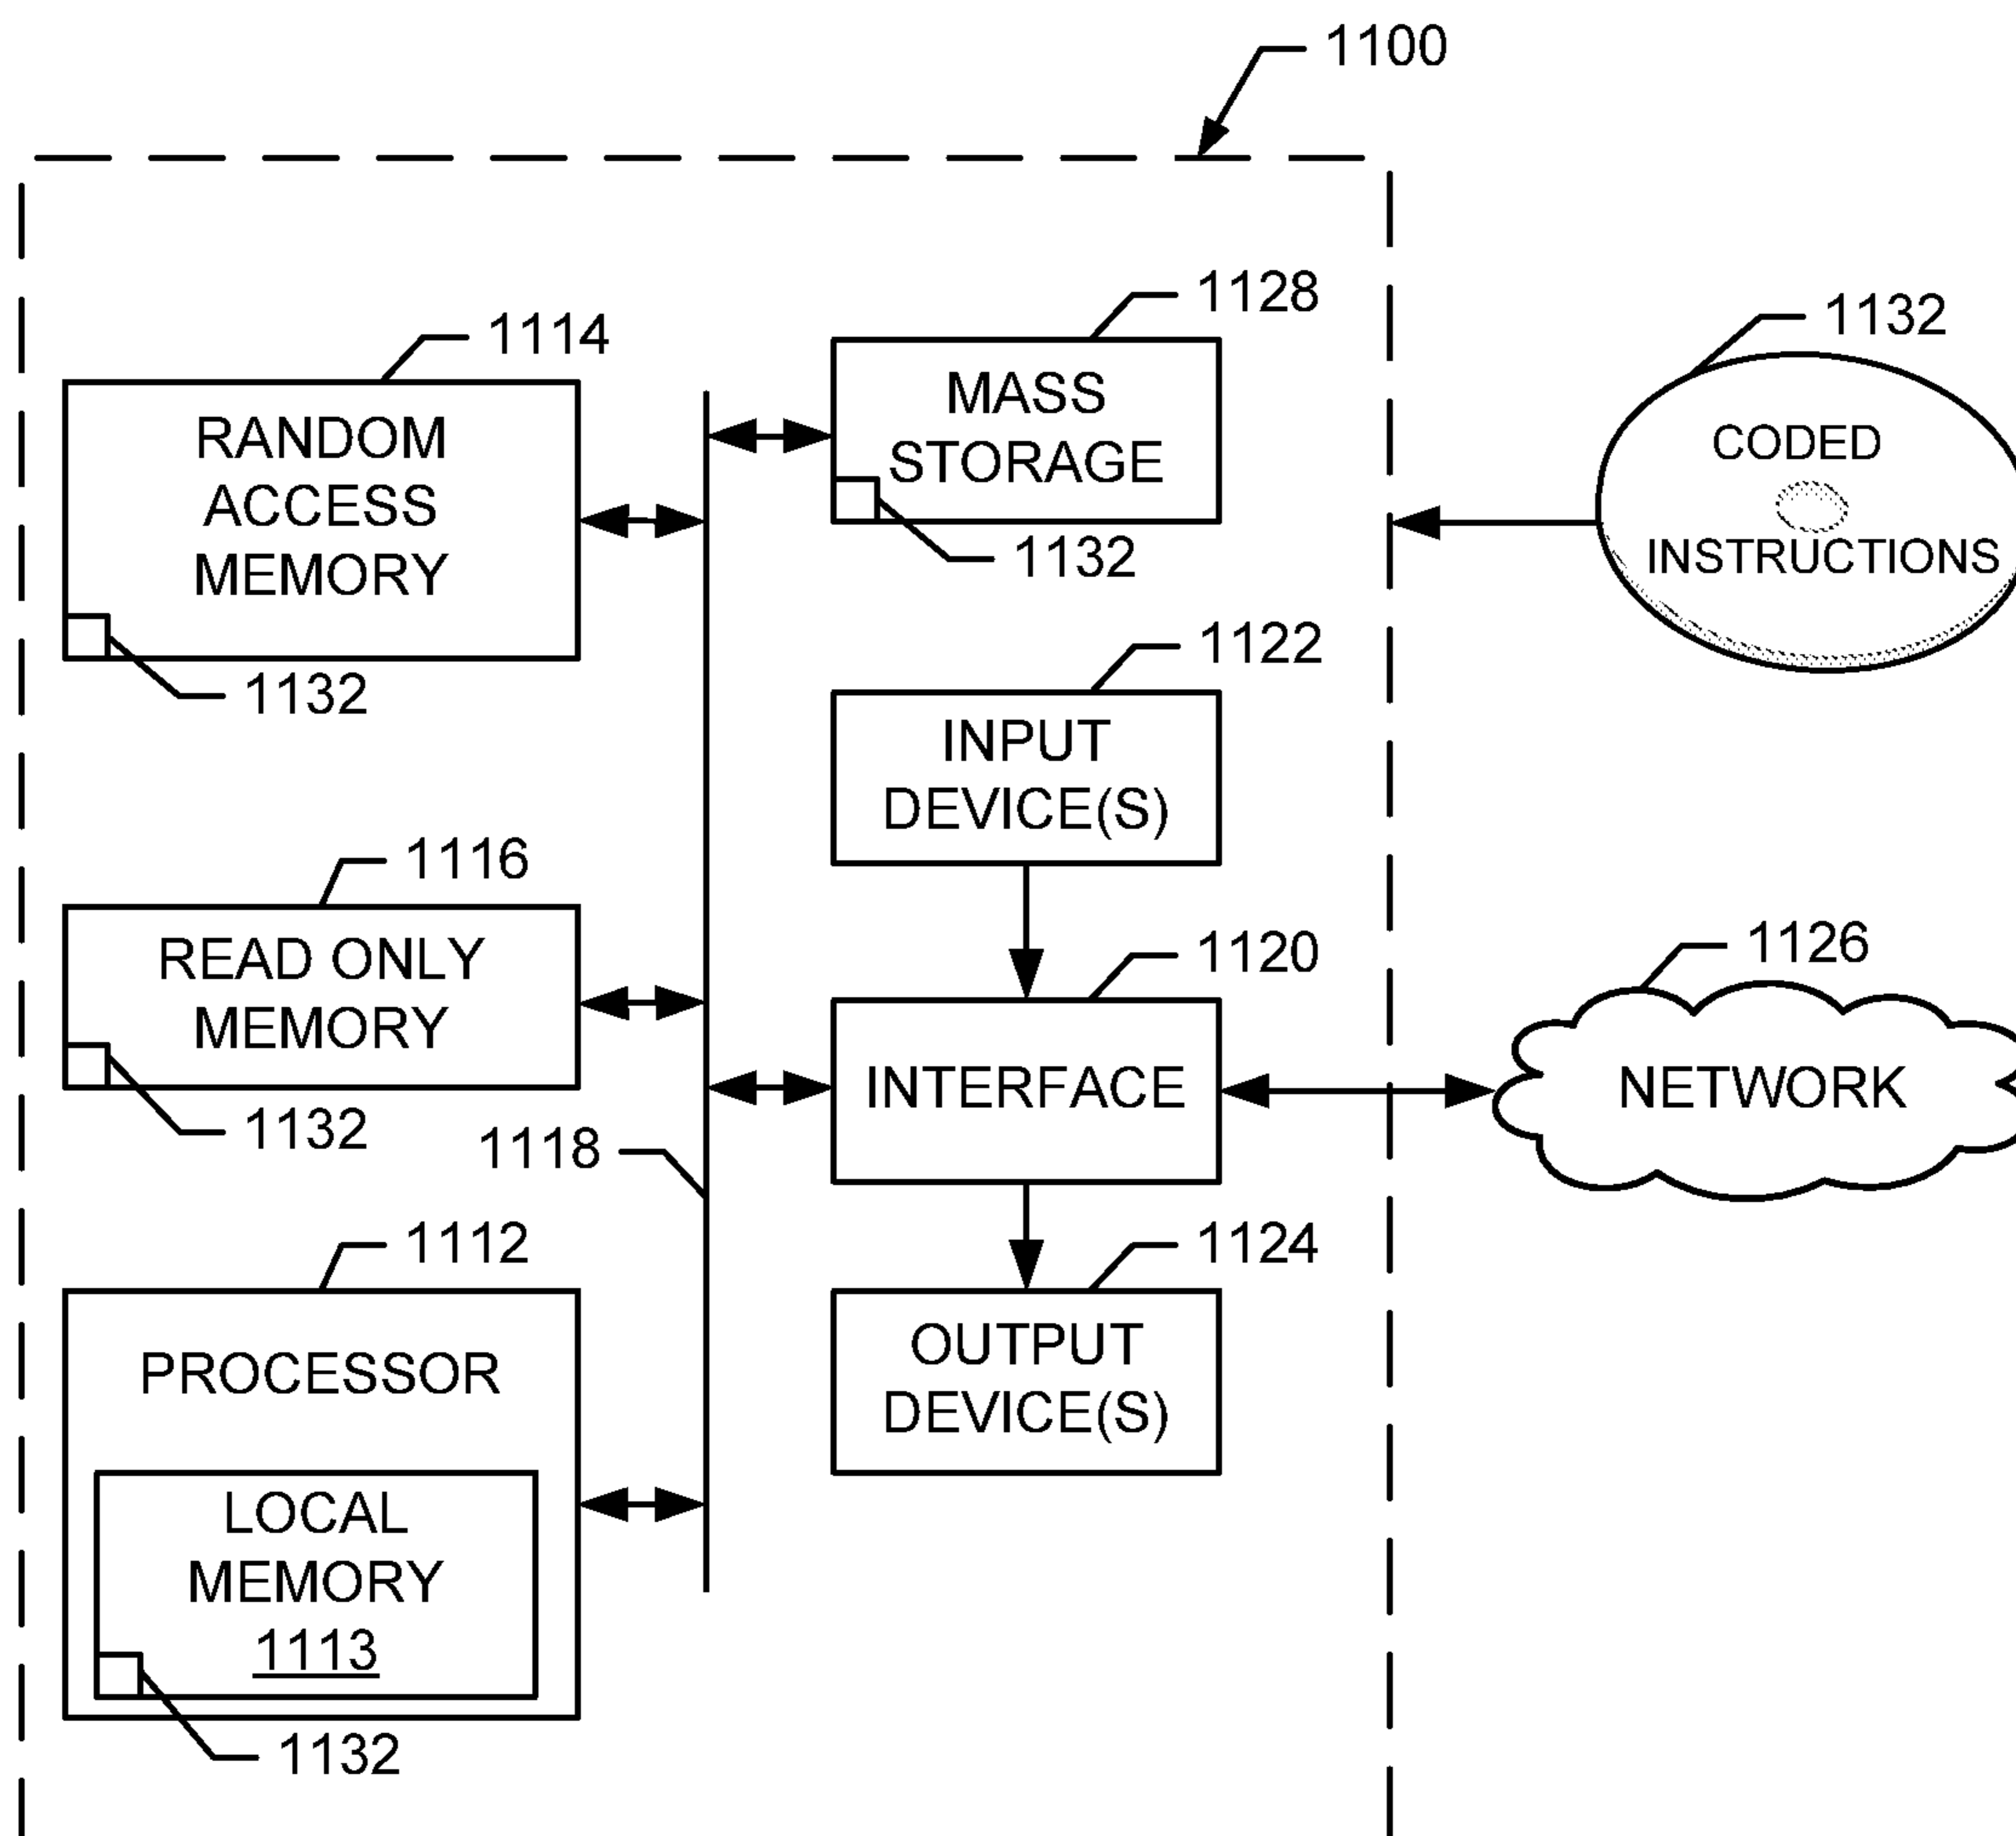 1100
1128
1132
1114
MASS
STORAGE
RANDOM
ACCESS
MEMORY
CODED
INSTRUCTIONS
1132
1122
1132
INPUT
DEVICE(S)
1116
1120
1126
READ ONLY
MEMORY
INTERFACE
NETWORK
1132
1118
1112
1124
PROCESSOR
OUTPUT
DEVICE(S)
LOCAL
MEMORY
1113
1132